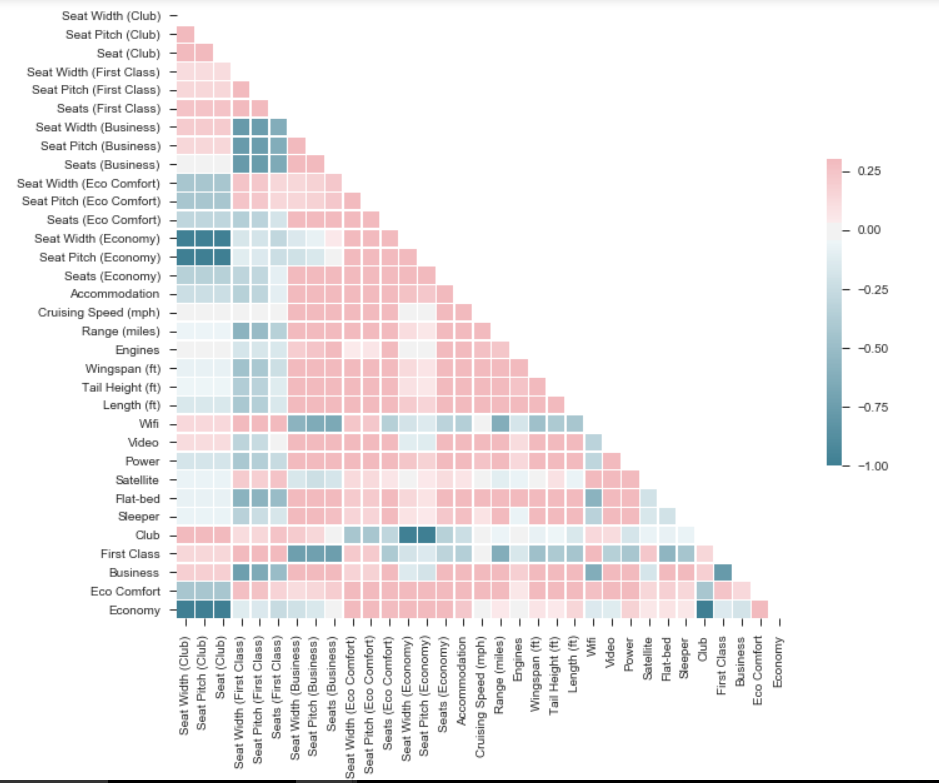 Seat Width (Club)
Seat Pitch (Club)
Seat (Club)
Seat Width (First Class)
Seat Pitch (First Class)
Seats (First Class)
Seat Width (Business)
Seat Pitch (Business)
Seats (Business)
Seat Width (Eco Comfort)
Seat Pitch (Eco Comfort)
Seats (Eco Comfort)
Seat Width (Economy)
Seat Pitch (Economy)
Seats (Economy)
Accommodation
Cruising Speed (mph)
Range (miles)
Engines
Wingspan (ft)
Tail Height (ft)
Length (ft)
Wifi
Video
Power
Satellite
Flat-bed
Sleeper
Club
First Class
Business
Eco Comfort
Economy
0.25
0.00
−0.25
−0.50
−0.75
−1.00
Seat Width (Club)
Seat Pitch (Club)
Seat (Club)
Seat Width (First Class)
Seat Pitch (First Class)
Seats (First Class)
Seat Width (Business)
Seat Pitch (Business)
Seats (Business)
Seat Width (Eco Comfort)
Seat Pitch (Eco Comfort)
Seats (Eco Comfort)
Seat Width (Economy)
Seat Pitch (Economy)
Seats (Economy)
Accommodation
Cruising Speed (mph)
Range (miles)
Engines
Wingspan (ft)
Tail Height (ft)
Length (ft)
Wifi
Video
Power
Satellite
Flat-bed
Sleeper
Club
First Class
Business
Eco Comfort
Economy